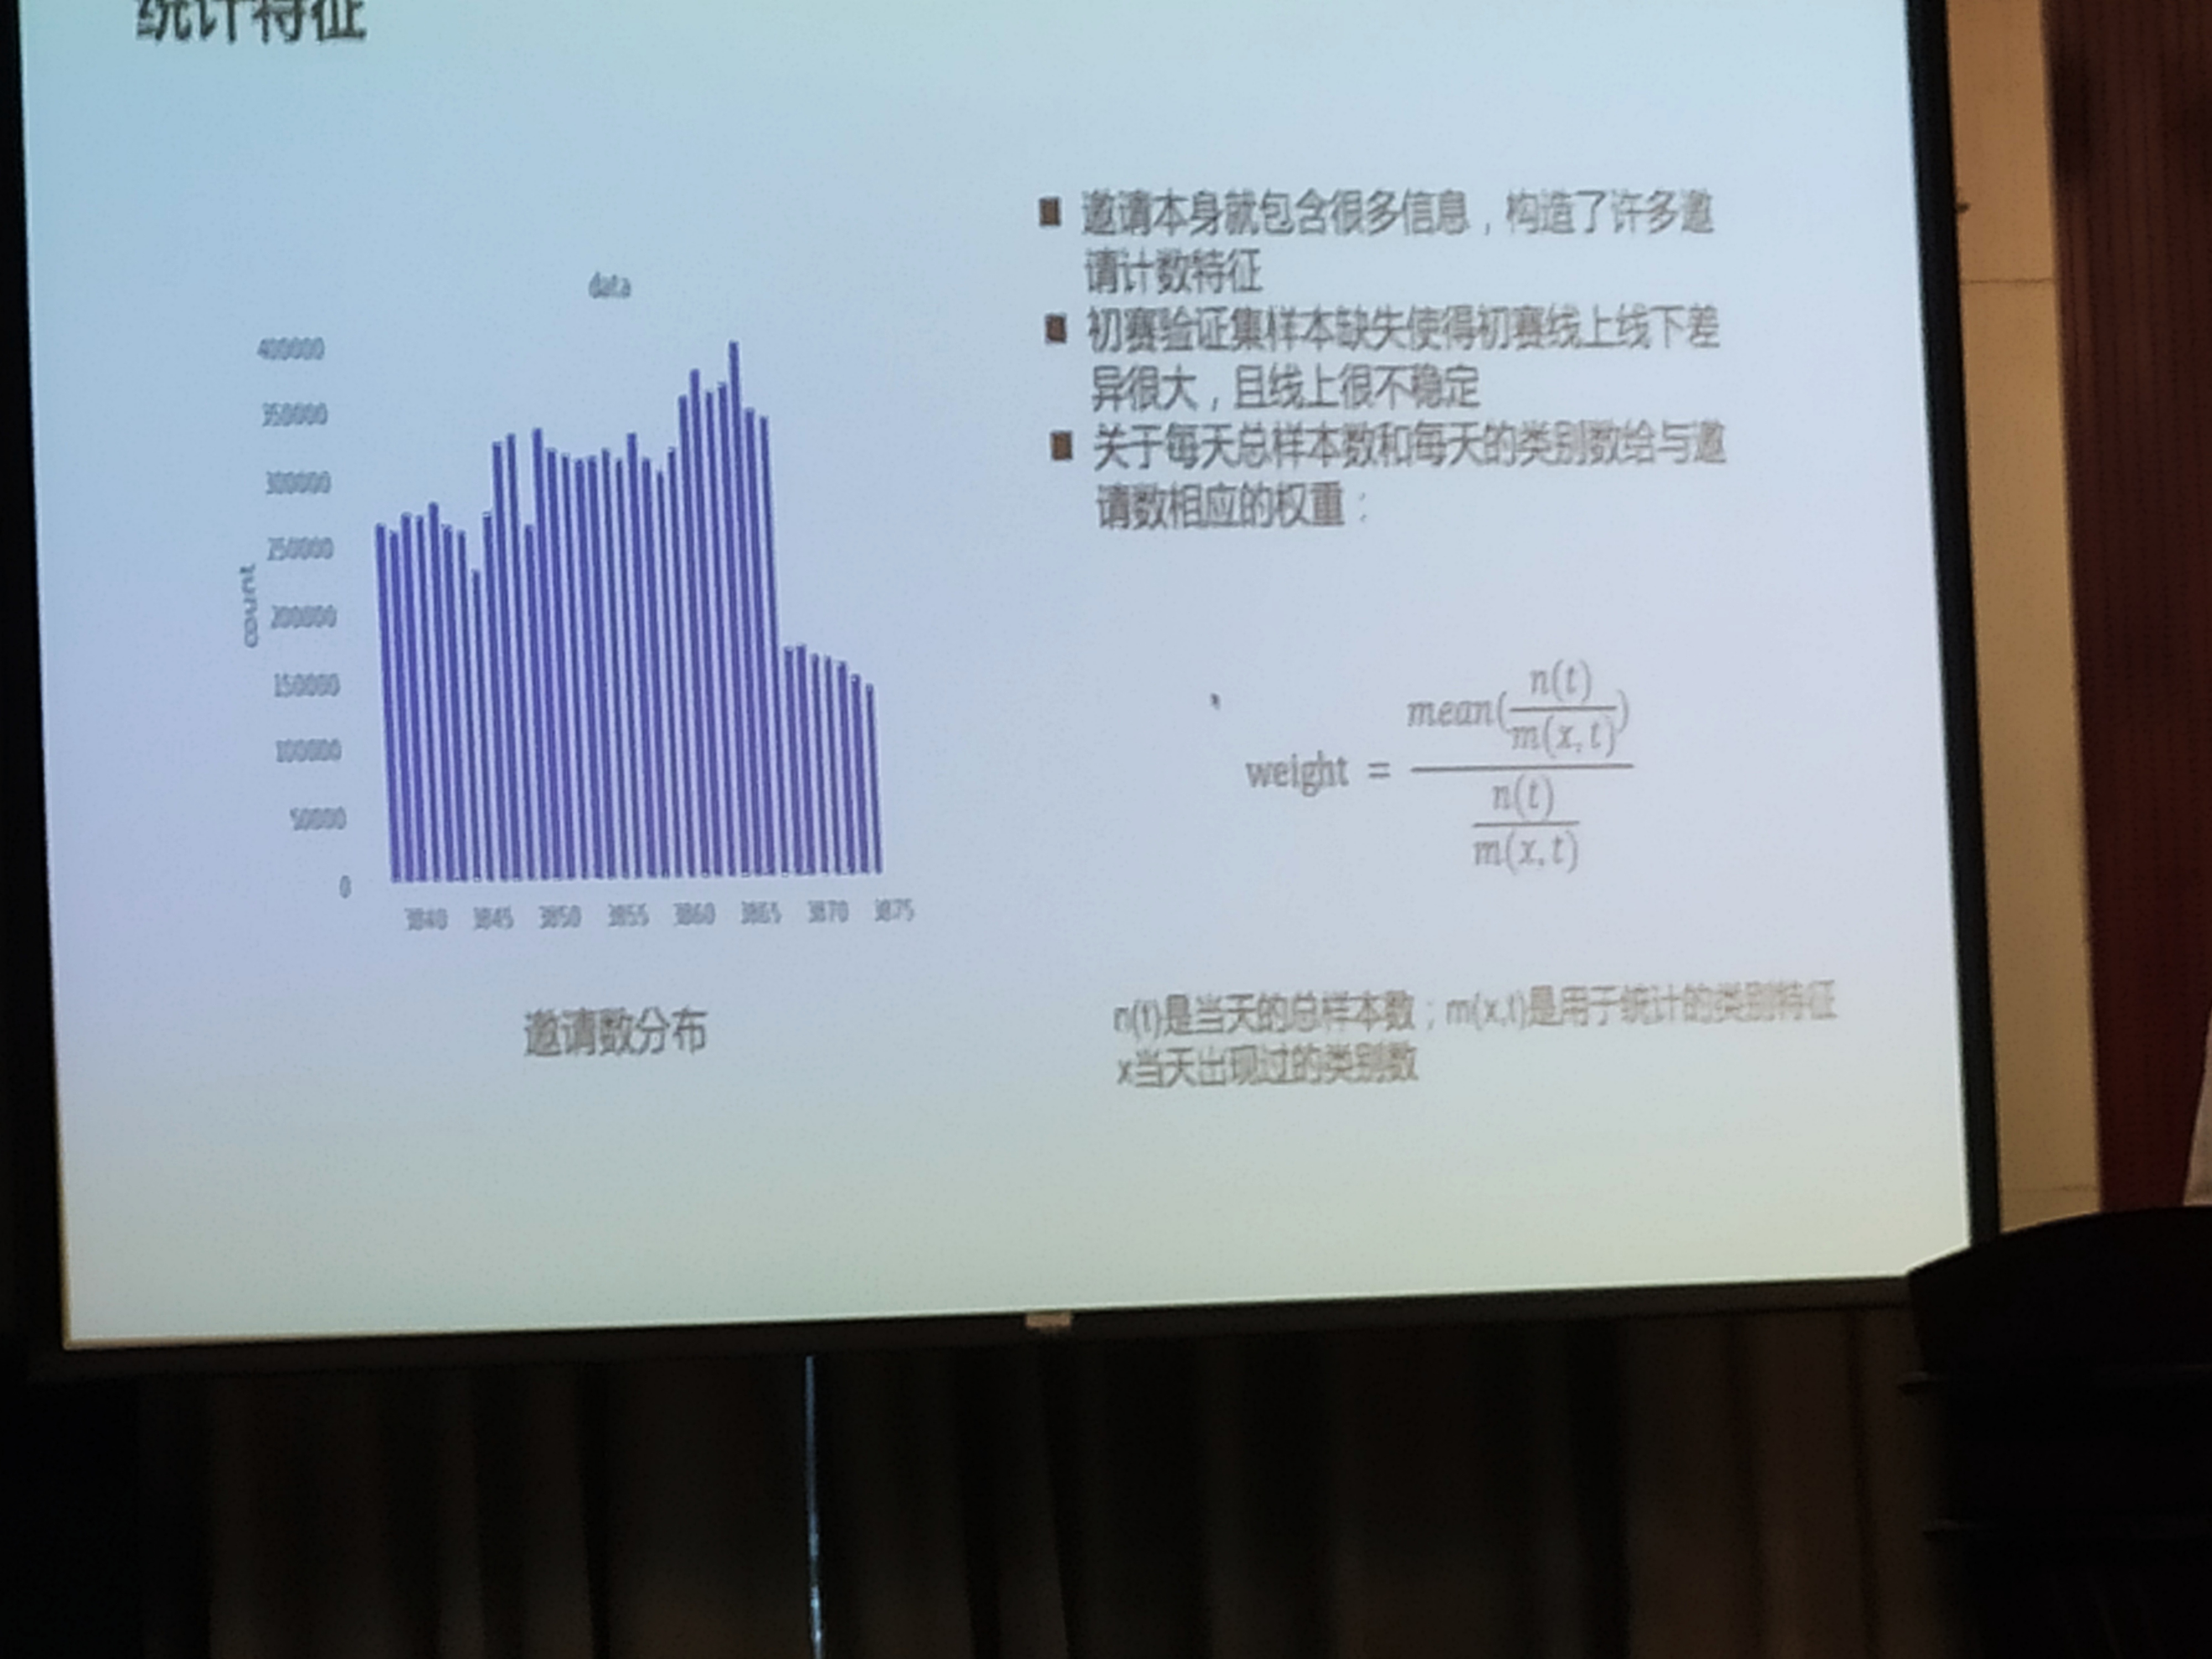 统计特征
data
400000
350000
300000
250000
200000
150000
100000
50000
0
count
3840 3845 3850 3855 3860 3865 3870 3875
邀请数分布
■ 邀请本身就包含很多信息，构造了许多邀
请计数特征
■ 初赛验证集样本缺失使得初赛线上线下差
异很大，且线上很不稳定
■ 关于每天总样本数和每天的类别数给与邀
请数相应的权重：
weight = mean(n(t)/m(x,t)) / (n(t)/m(x,t))
n(t)是当天的总样本数；m(x,t)是用于统计的类别特征
x当天出现过的类别数